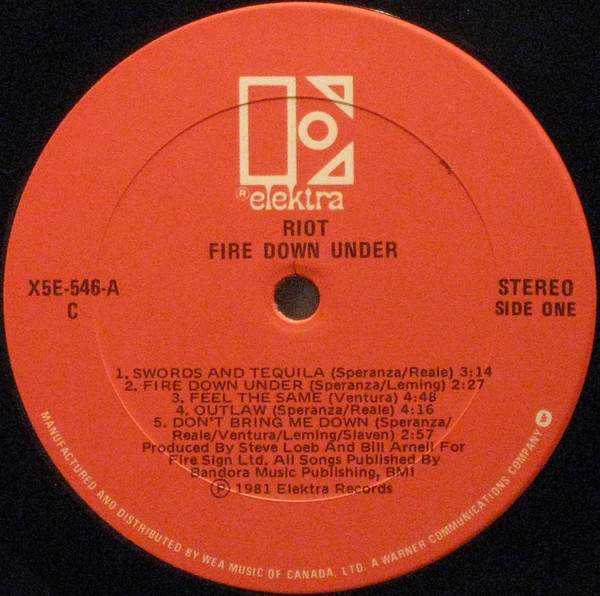 ® elektra
RIOT
FIRE DOWN UNDER
X5E-546-A
C
STEREO
SIDE ONE
1. SWORDS AND TEQUILA (Speranza/Reale) 3:14
2. FIRE DOWN UNDER (Speranza/Leming) 2:27
3. FEEL THE SAME (Ventura) 4:48
4. OUTLAW (Speranza/Reale) 4:16
5. DON'T BRING ME DOWN (Speranza/
Reale/Ventura/Leming/Slaven) 2:57
Produced By Steve Loeb And Bill Arnell For
Fire Sign Ltd. All Songs Published By
Bandora Music Publishing, BMI
℗ 1981 Elektra Records
MANUFACTURED AND DISTRIBUTED BY WEA MUSIC OF CANADA, LTD. A WARNER COMMUNICATIONS COMPANY